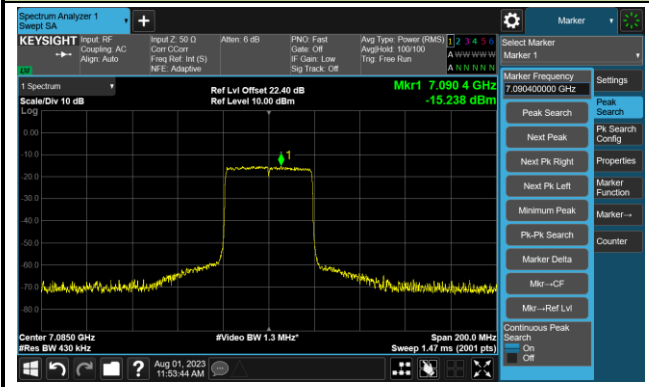 Spectrum Analyzer 1
Swept SA
+
Marker
KEYSIGHT
Input: RF
Coupling: AC
Align: Auto
Input Z: 50 Ω
Corr CCorr
Freq Ref: Int (S)
NFE: Adaptive
Atten: 6 dB
PNO: Fast
Gate: Off
IF Gain: Low
Sig Track: Off
Avg Type: Power (RMS)
Avg|Hold: 100/100
Trig: Free Run
1 2 3 4 5 6
A W W W W W
A N N N N N
Select Marker
Marker 1
LW
1 Spectrum
Scale/Div 10 dB
Log
Ref Lvl Offset 22.40 dB
Ref Level 10.00 dBm
Mkr1 7.090 4 GHz
-15.238 dBm
Marker Frequency
7.090400000 GHz
Peak Search
Next Peak
Next Pk Right
Next Pk Left
Minimum Peak
Pk-Pk Search
Marker Delta
Mkr→CF
Mkr→Ref Lvl
Continuous Peak
Search
On
Off
Settings
Peak
Search
Pk Search
Config
Properties
Marker
Function
Marker→
Counter
0.00
-10.0
-20.0
-30.0
-40.0
-50.0
-60.0
-70.0
-80.0
1
Center 7.0850 GHz
#Res BW 430 kHz
#Video BW 1.3 MHz*
Span 200.0 MHz
Sweep 1.47 ms (2001 pts)
?
Aug 01, 2023
11:53:44 AM